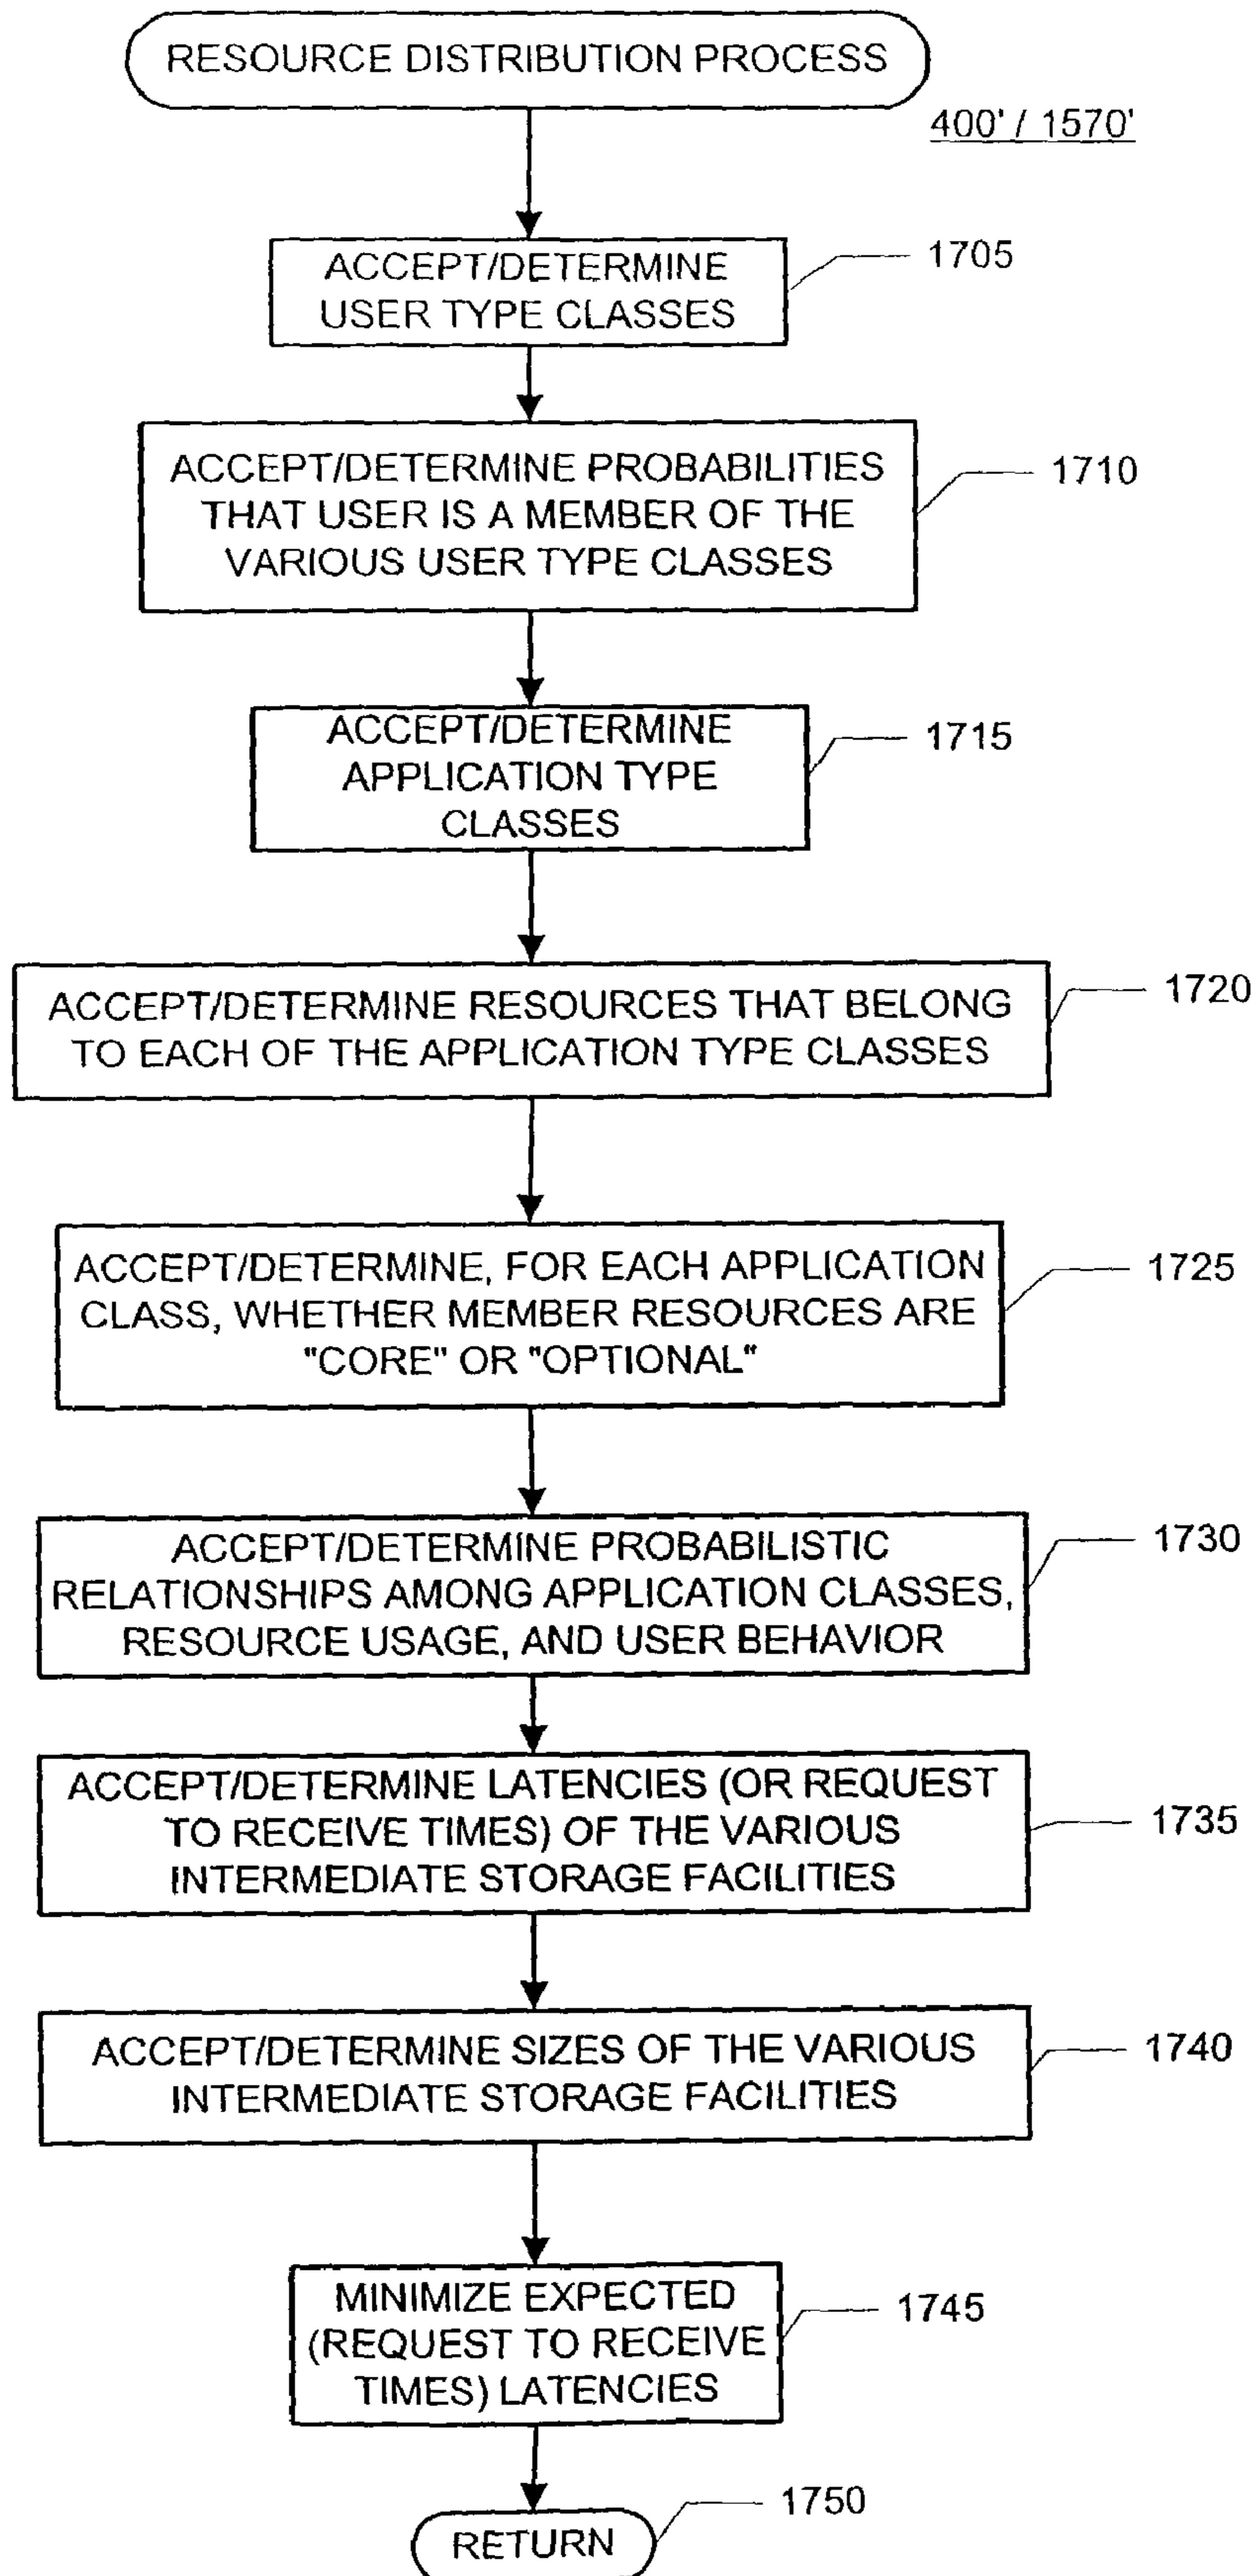 RESOURCE DISTRIBUTION PROCESS
400' / 1570'
ACCEPT/DETERMINE
USER TYPE CLASSES
1705
ACCEPT/DETERMINE PROBABILITIES
THAT USER IS A MEMBER OF THE
VARIOUS USER TYPE CLASSES
1710
ACCEPT/DETERMINE
APPLICATION TYPE
CLASSES
1715
ACCEPT/DETERMINE RESOURCES THAT BELONG
TO EACH OF THE APPLICATION TYPE CLASSES
1720
ACCEPT/DETERMINE, FOR EACH APPLICATION
CLASS, WHETHER MEMBER RESOURCES ARE
"CORE" OR "OPTIONAL"
1725
ACCEPT/DETERMINE PROBABILISTIC
RELATIONSHIPS AMONG APPLICATION CLASSES,
RESOURCE USAGE, AND USER BEHAVIOR
1730
ACCEPT/DETERMINE LATENCIES (OR REQUEST
TO RECEIVE TIMES) OF THE VARIOUS
INTERMEDIATE STORAGE FACILITIES
1735
ACCEPT/DETERMINE SIZES OF THE VARIOUS
INTERMEDIATE STORAGE FACILITIES
1740
MINIMIZE EXPECTED
(REQUEST TO RECEIVE
TIMES) LATENCIES
1745
RETURN
1750